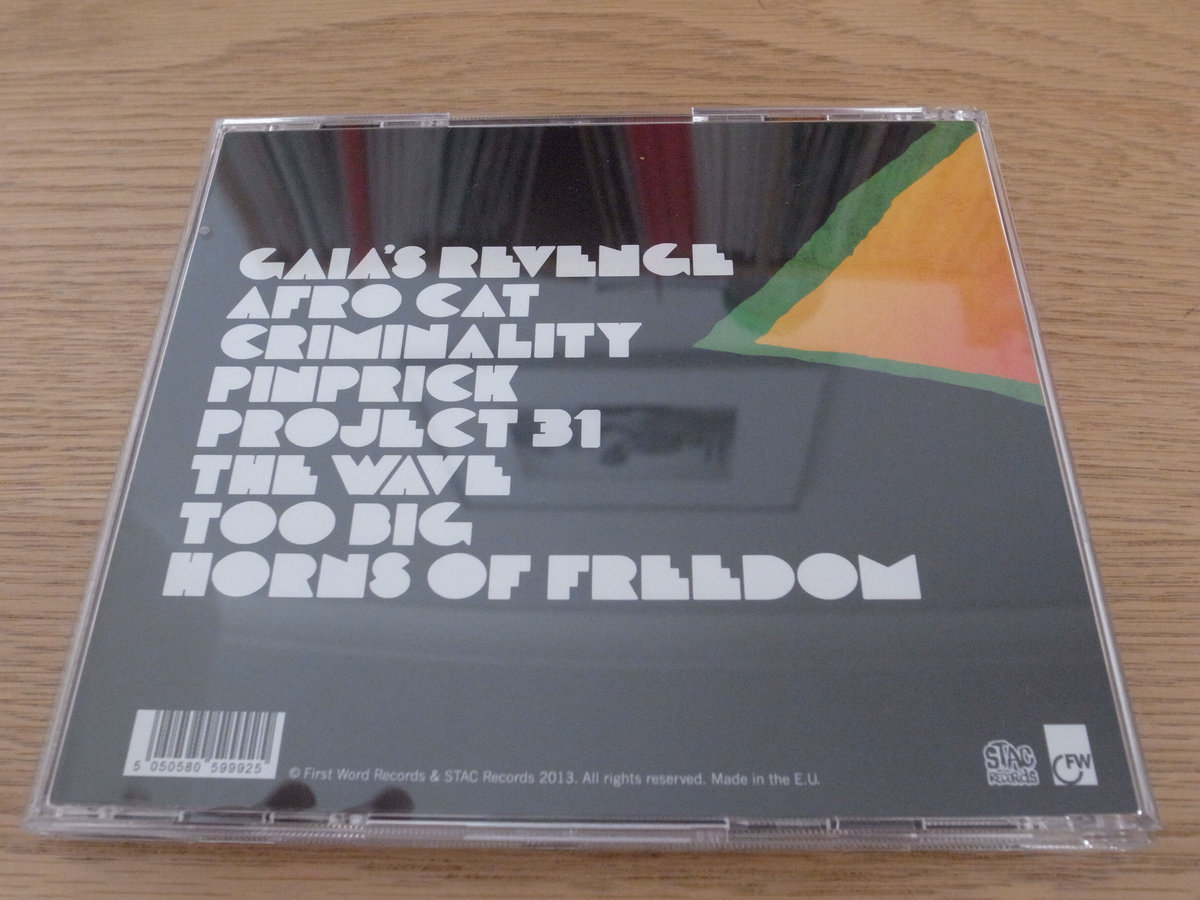 GAIA'S REVENGE
AFRO CAT
CRIMINALITY
PINPRICK
PROJECT 31
THE WAVE
TOO BIG
HORNS OF FREEDOM
5 050580 599925
© First Word Records & STAC Records 2013. All rights reserved. Made in the E.U.
STAC
RECORDS
FW